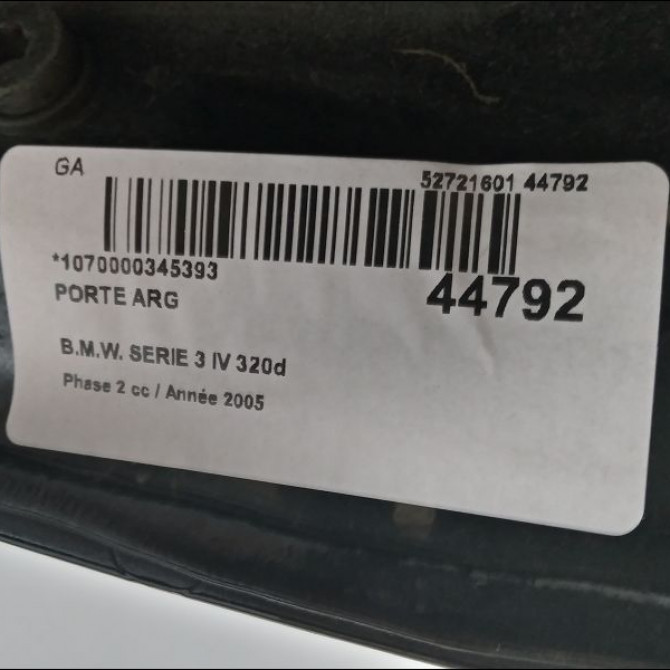 GA
52721601 44792
*1070000345393
44792
PORTE ARG
B.M.W. SERIE 3 IV 320d
Phase 2 cc / Année 2005